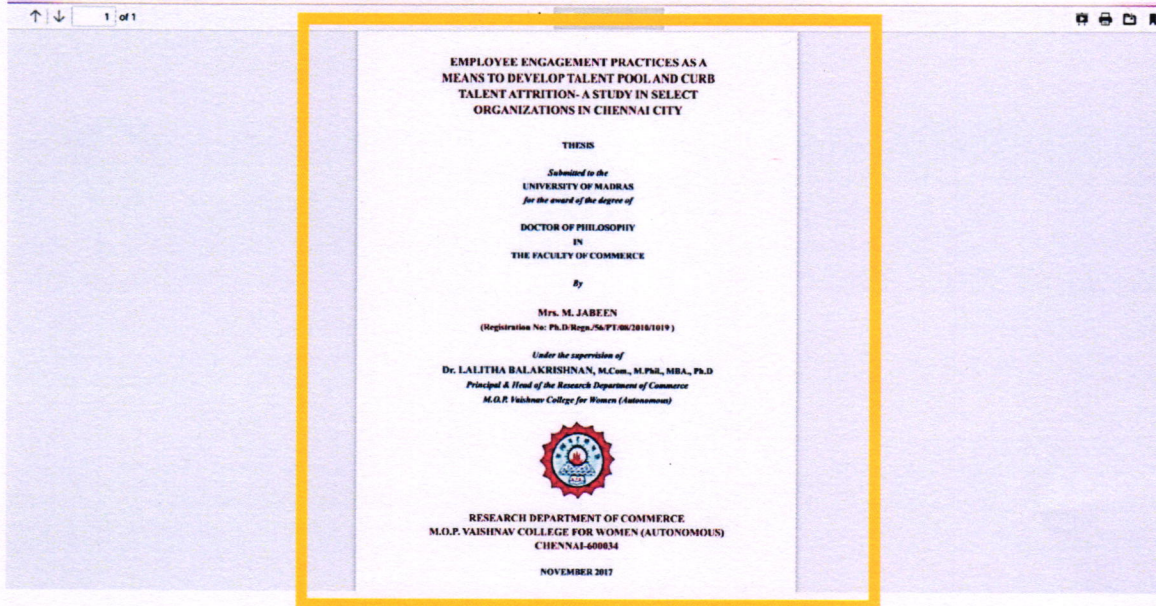 1 of 1
EMPLOYEE ENGAGEMENT PRACTICES AS A
MEANS TO DEVELOP TALENT POOL AND CURB
TALENT ATTRITION- A STUDY IN SELECT
ORGANIZATIONS IN CHENNAI CITY
THESIS
Submitted to the
UNIVERSITY OF MADRAS
for the award of the degree of
DOCTOR OF PHILOSOPHY
IN
THE FACULTY OF COMMERCE
By
Mrs. M. JABEEN
(Registration No: Ph.D/Regn./56/PT/08/2010/1019 )
Under the supervision of
Dr. LALITHA BALAKRISHNAN, M.Com., M.Phil., MBA., Ph.D
Principal & Head of the Research Department of Commerce
M.O.P. Vaishnav College for Women (Autonomous)
RESEARCH DEPARTMENT OF COMMERCE
M.O.P. VAISHNAV COLLEGE FOR WOMEN (AUTONOMOUS)
CHENNAI-600034
NOVEMBER 2017